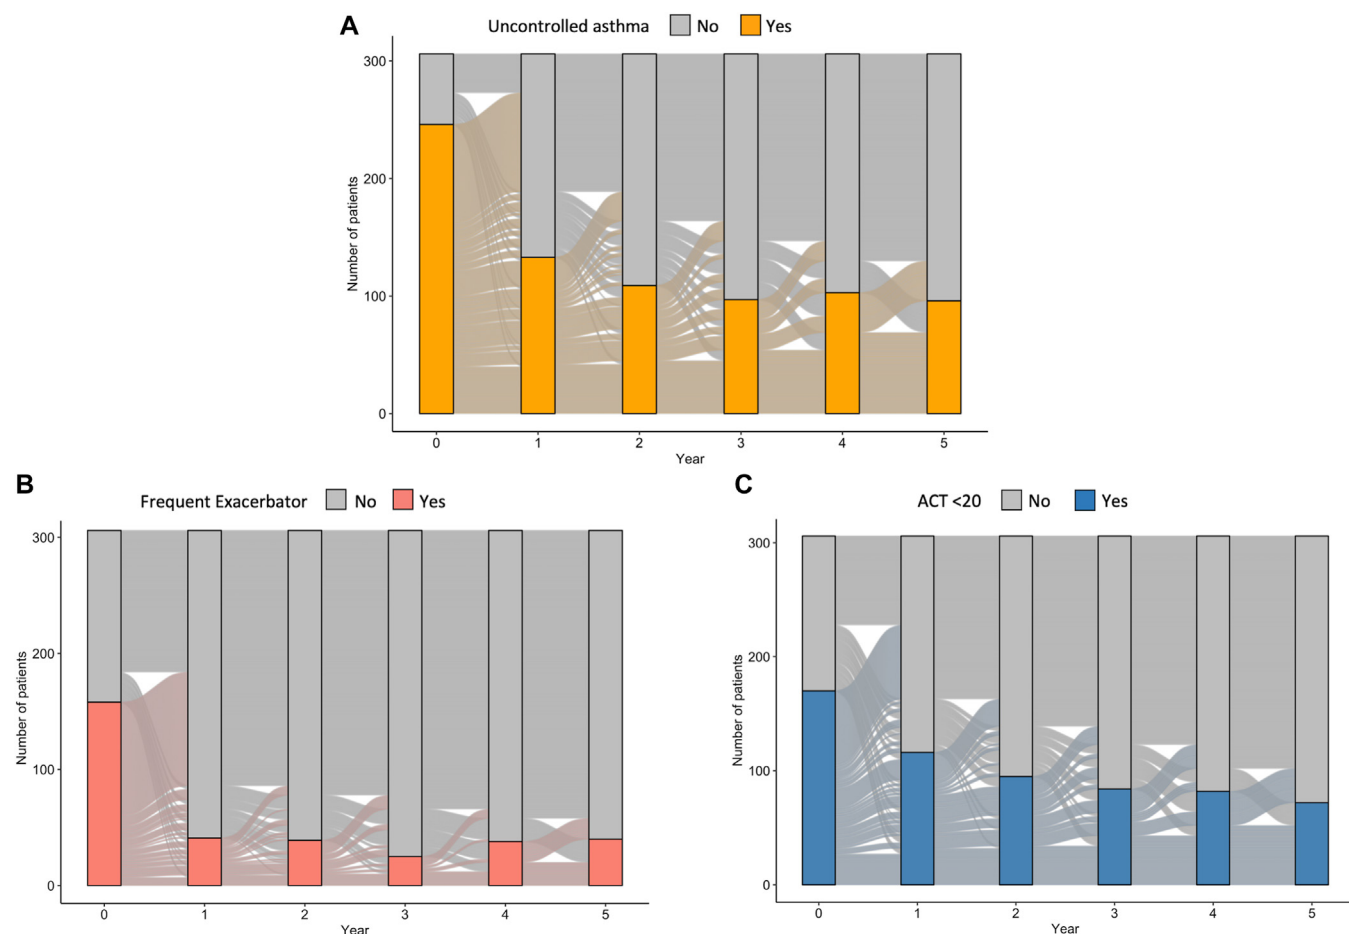 A
Uncontrolled asthma No Yes
Number of patients
300
200
100
0
0 1 2 3 4 5
Year
B
Frequent Exacerbator No Yes
Number of patients
300
200
100
0
0 1 2 3 4 5
Year
C
ACT <20 No Yes
Number of patients
300
200
100
0
0 1 2 3 4 5
Year